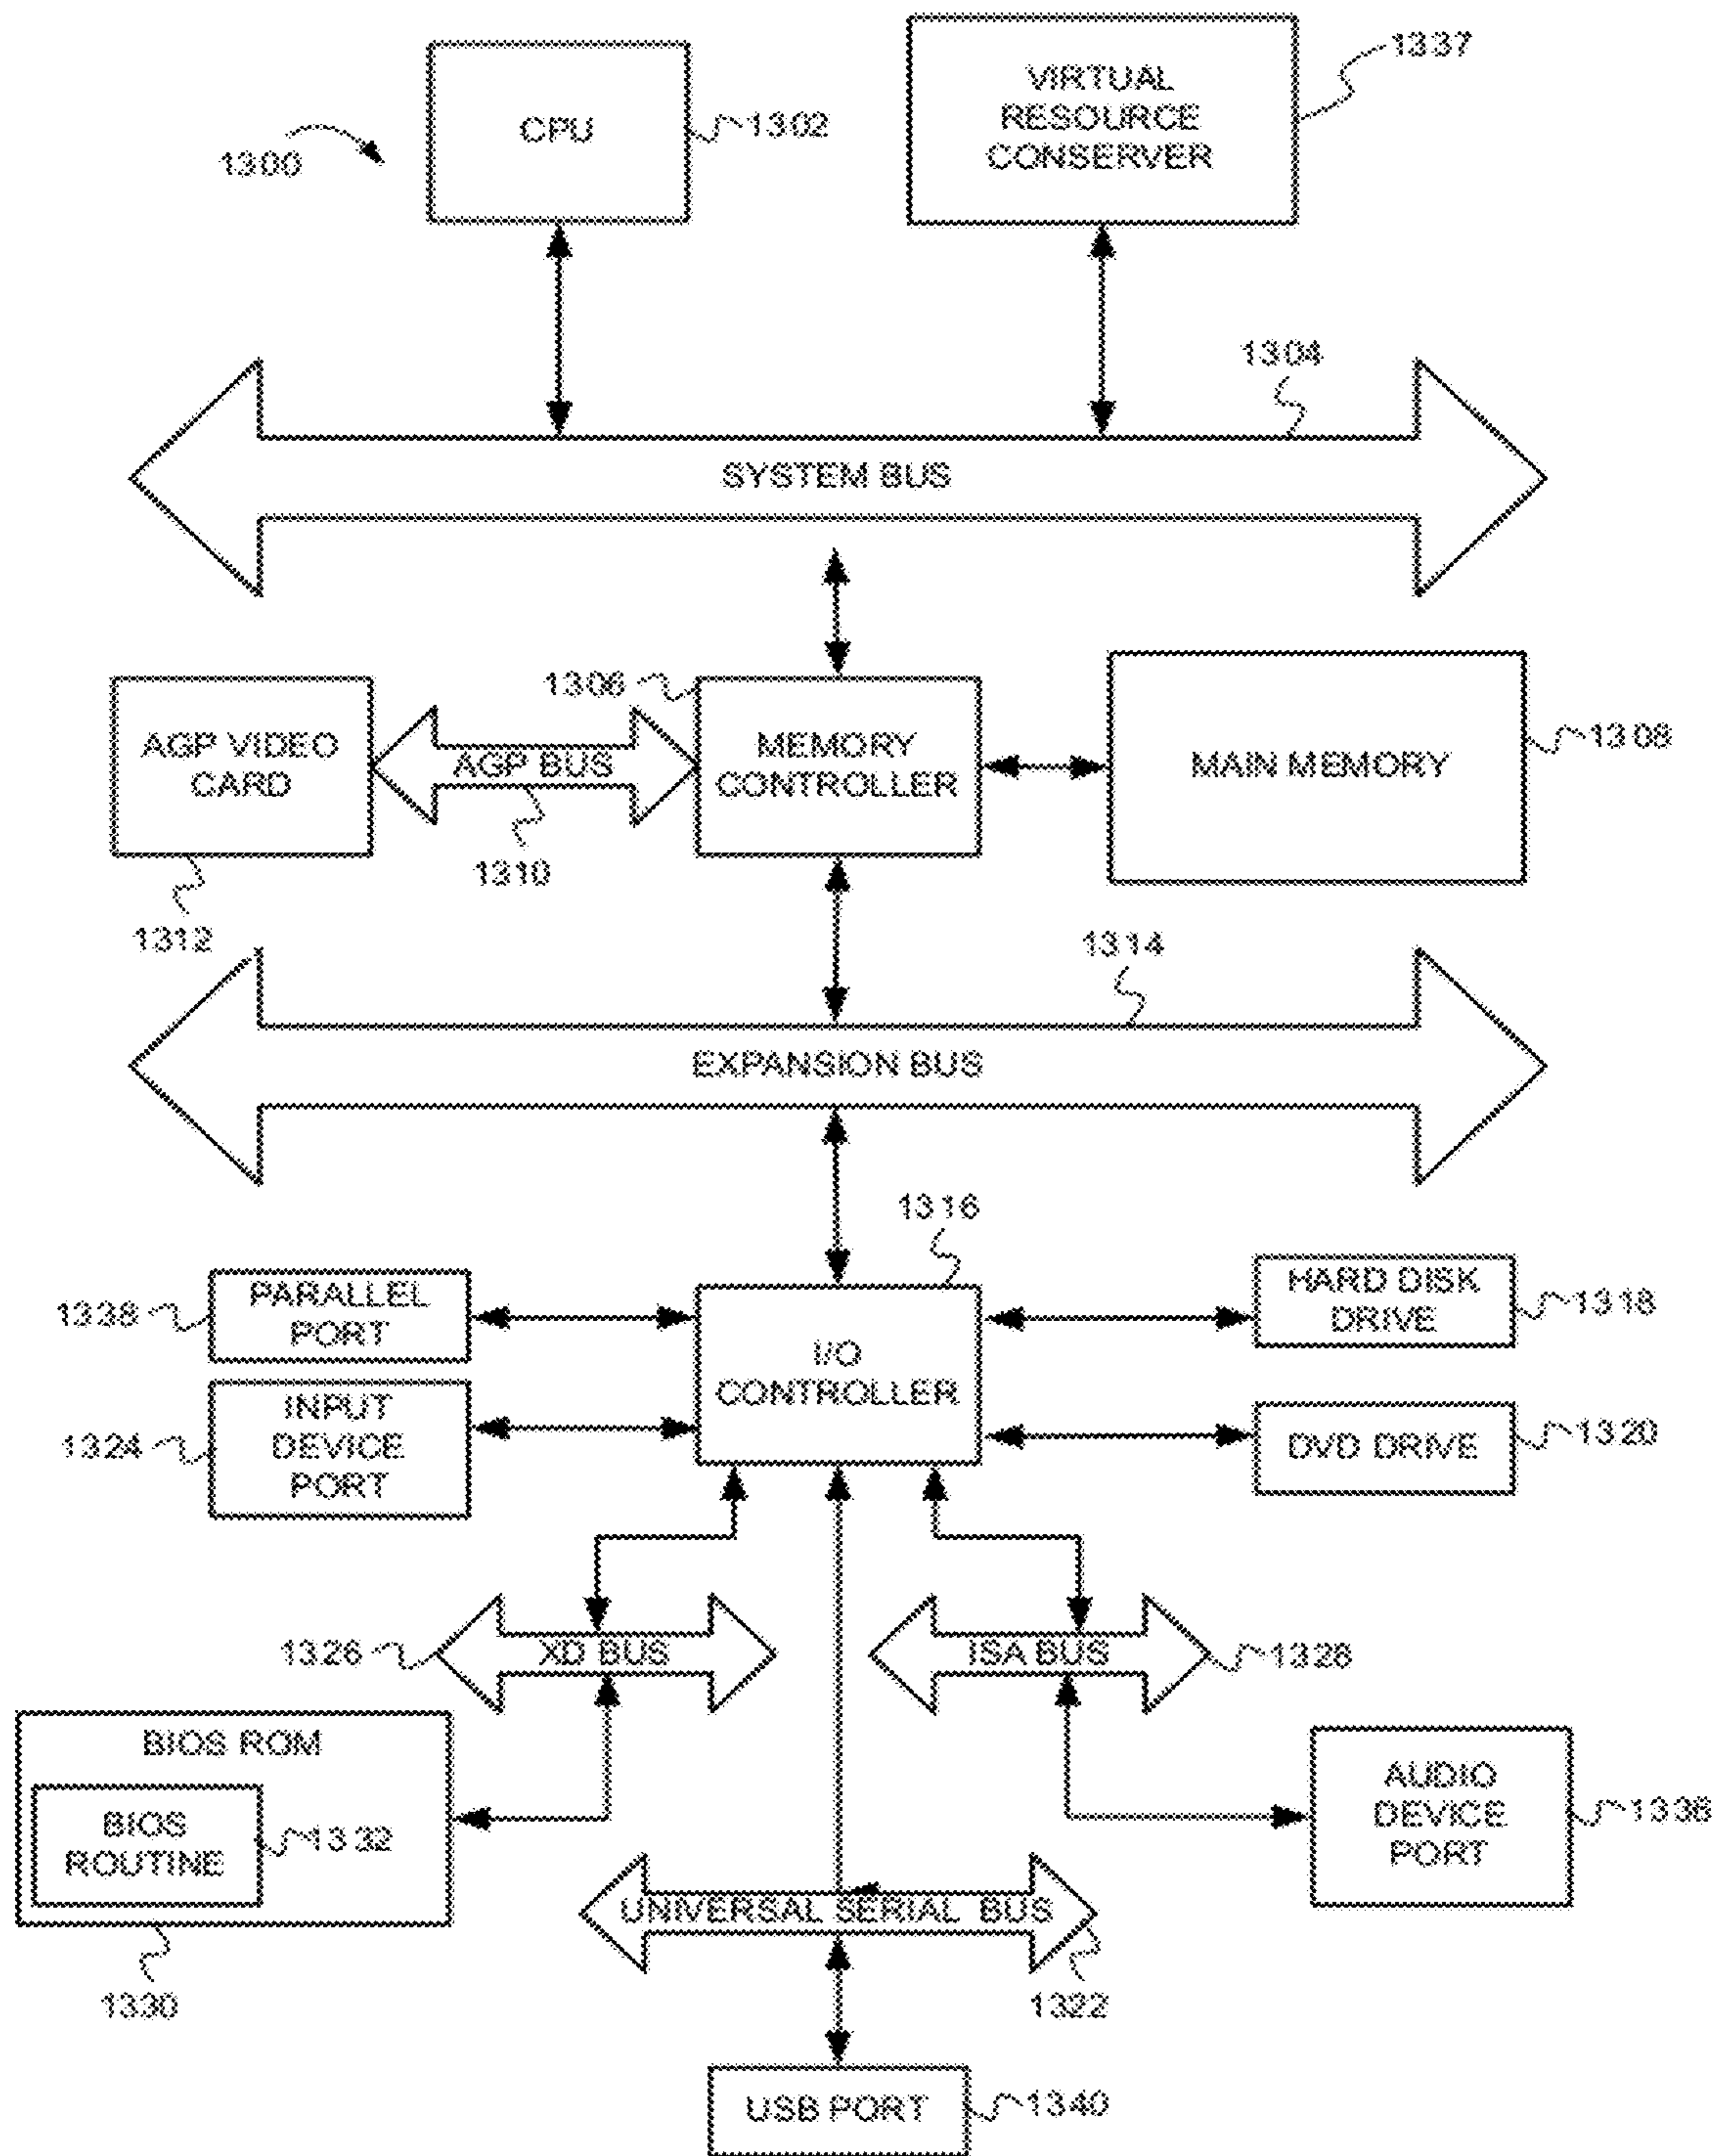 1300
CPU
1302
VIRTUAL
RESOURCE
CONSERVER
1337
1304
SYSTEM BUS
AGP VIDEO
CARD
1312
AGP BUS
1310
1306
MEMORY
CONTROLLER
MAIN MEMORY
1308
1314
EXPANSION BUS
1316
1338
PARALLEL
PORT
1324
INPUT
DEVICE
PORT
I/O
CONTROLLER
HARD DISK
DRIVE
1318
DVD DRIVE
1320
1326
XD BUS
ISA BUS
1328
BIOS ROM
BIOS
ROUTINE
1332
1330
AUDIO
DEVICE
PORT
1336
UNIVERSAL SERIAL BUS
1322
USB PORT
1340